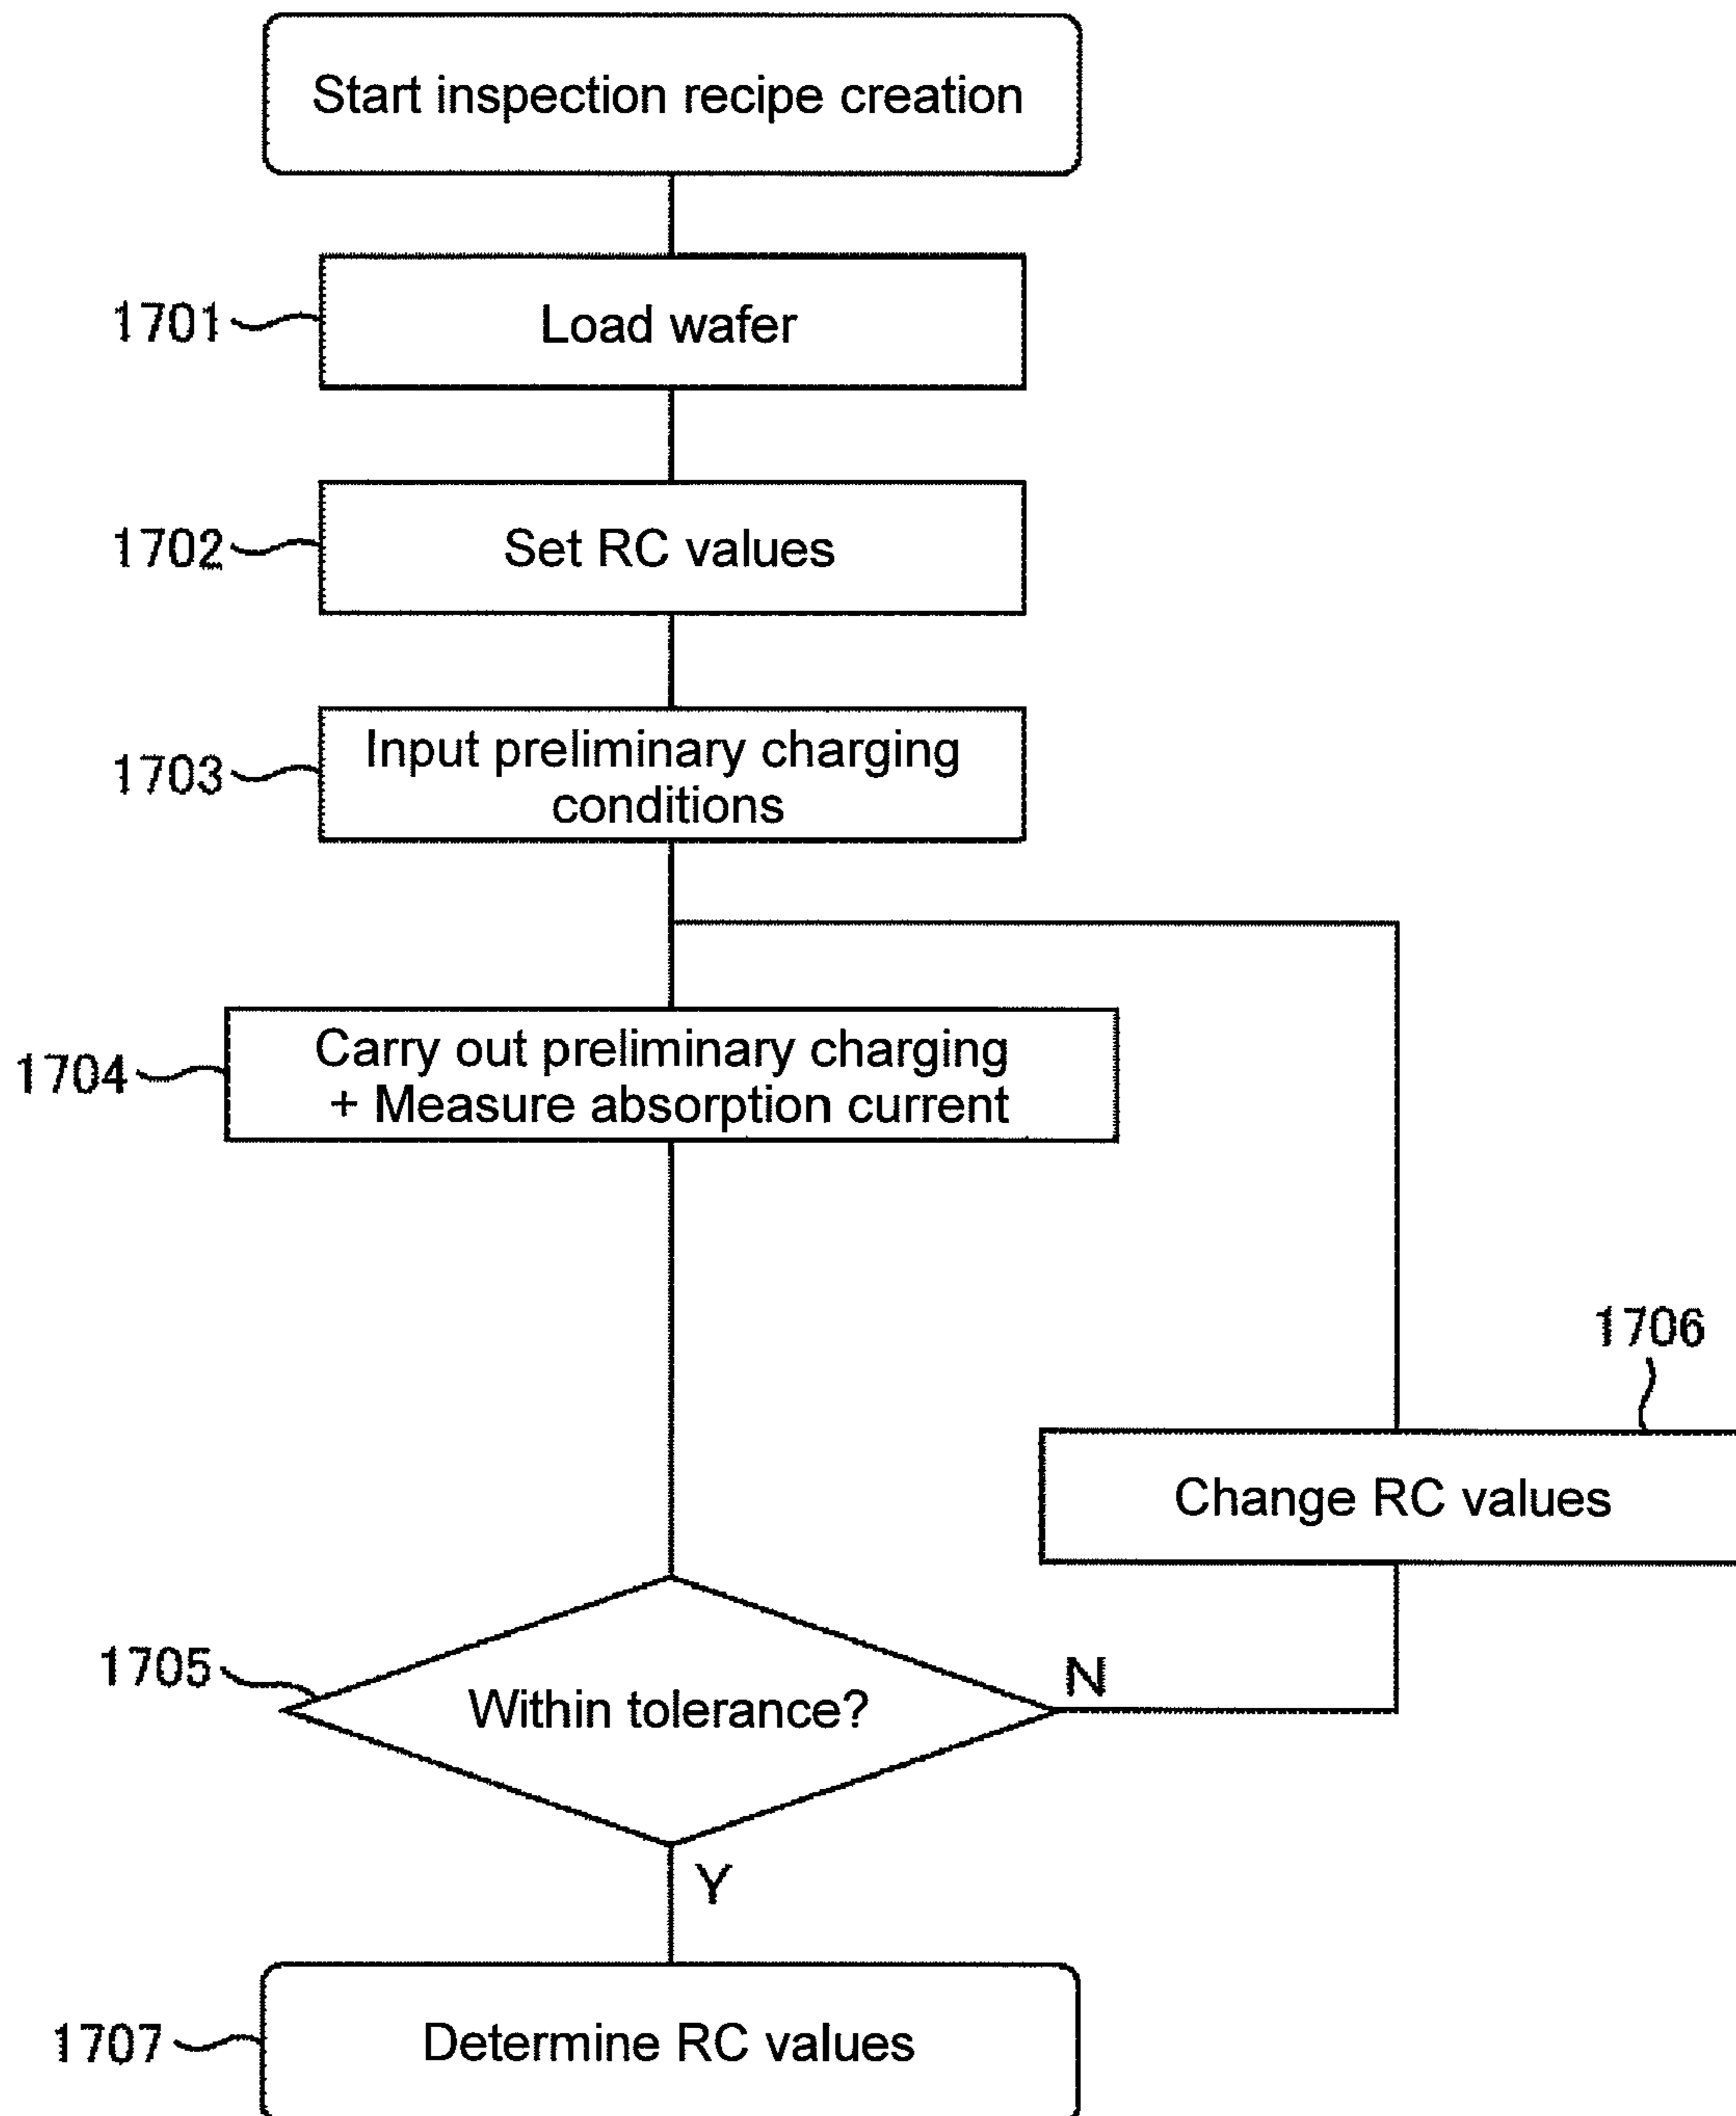 Start inspection recipe creation
1701
Load wafer
1702
Set RC values
1703
Input preliminary charging
conditions
1704
Carry out preliminary charging
+ Measure absorption current
1706
Change RC values
1705
Within tolerance?
N
Y
1707
Determine RC values